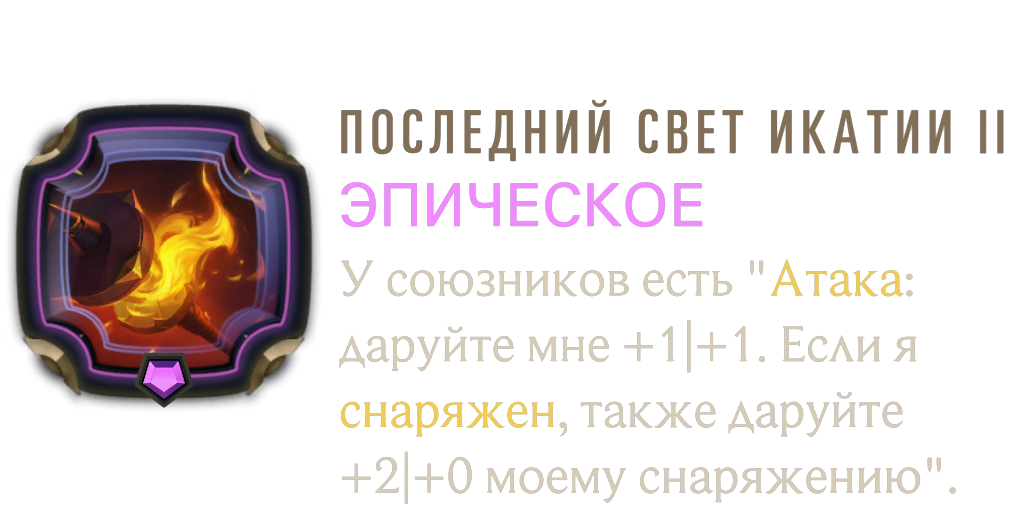 ПОСЛЕДНИЙ СВЕТ ИКАТИИ II
ЭПИЧЕСКОЕ
У союзников есть "Атака:
даруйте мне +1|+1. Если я
снаряжен, также даруйте
+2|+0 моему снаряжению".